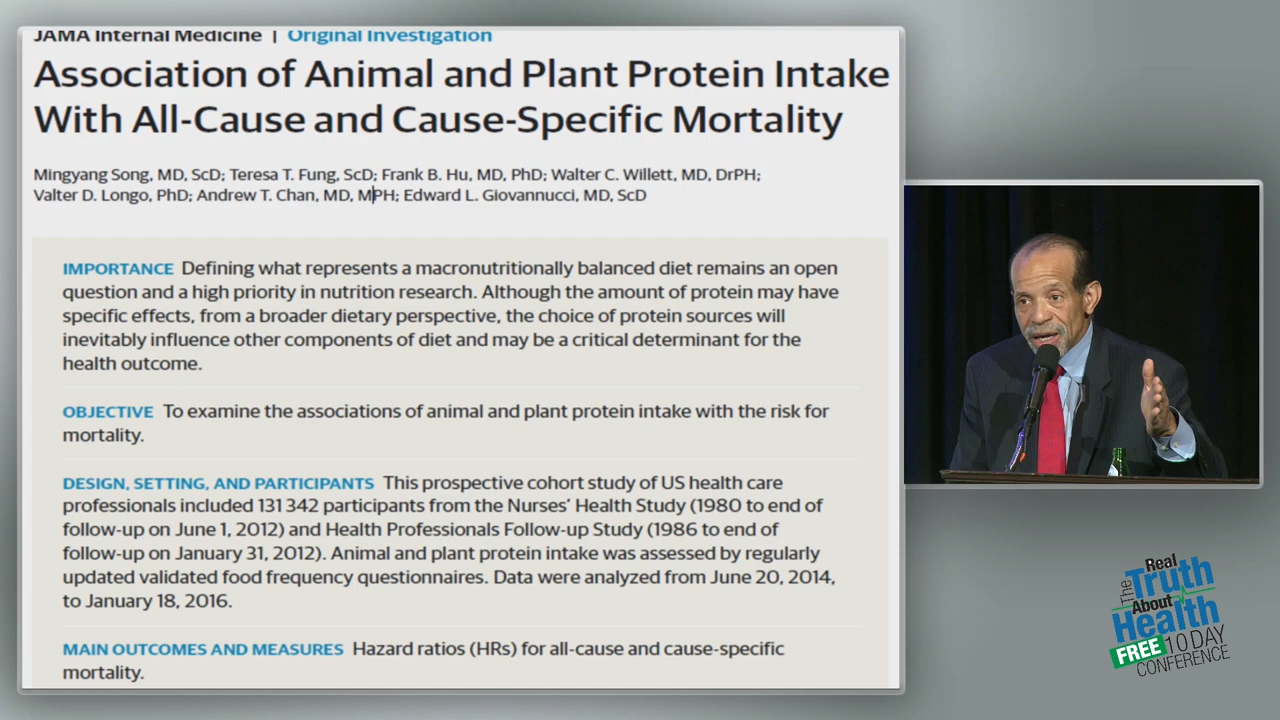 JAMA Internal Medicine | Original Investigation
Association of Animal and Plant Protein Intake
With All-Cause and Cause-Specific Mortality
Mingyang Song, MD, ScD; Teresa T. Fung, ScD; Frank B. Hu, MD, PhD; Walter C. Willett, MD, DrPH;
Valter D. Longo, PhD; Andrew T. Chan, MD, MPH; Edward L. Giovannucci, MD, ScD
IMPORTANCE Defining what represents a macronutritionally balanced diet remains an open
question and a high priority in nutrition research. Although the amount of protein may have
specific effects, from a broader dietary perspective, the choice of protein sources will
inevitably influence other components of diet and may be a critical determinant for the
health outcome.
OBJECTIVE To examine the associations of animal and plant protein intake with the risk for
mortality.
DESIGN, SETTING, AND PARTICIPANTS This prospective cohort study of US health care
professionals included 131 342 participants from the Nurses' Health Study (1980 to end of
follow-up on June 1, 2012) and Health Professionals Follow-up Study (1986 to end of
follow-up on January 31, 2012). Animal and plant protein intake was assessed by regularly
updated validated food frequency questionnaires. Data were analyzed from June 20, 2014,
to January 18, 2016.
MAIN OUTCOMES AND MEASURES Hazard ratios (HRs) for all-cause and cause-specific
mortality.
The Real
Truth
About
Health
FREE 10 DAY
CONFERENCE